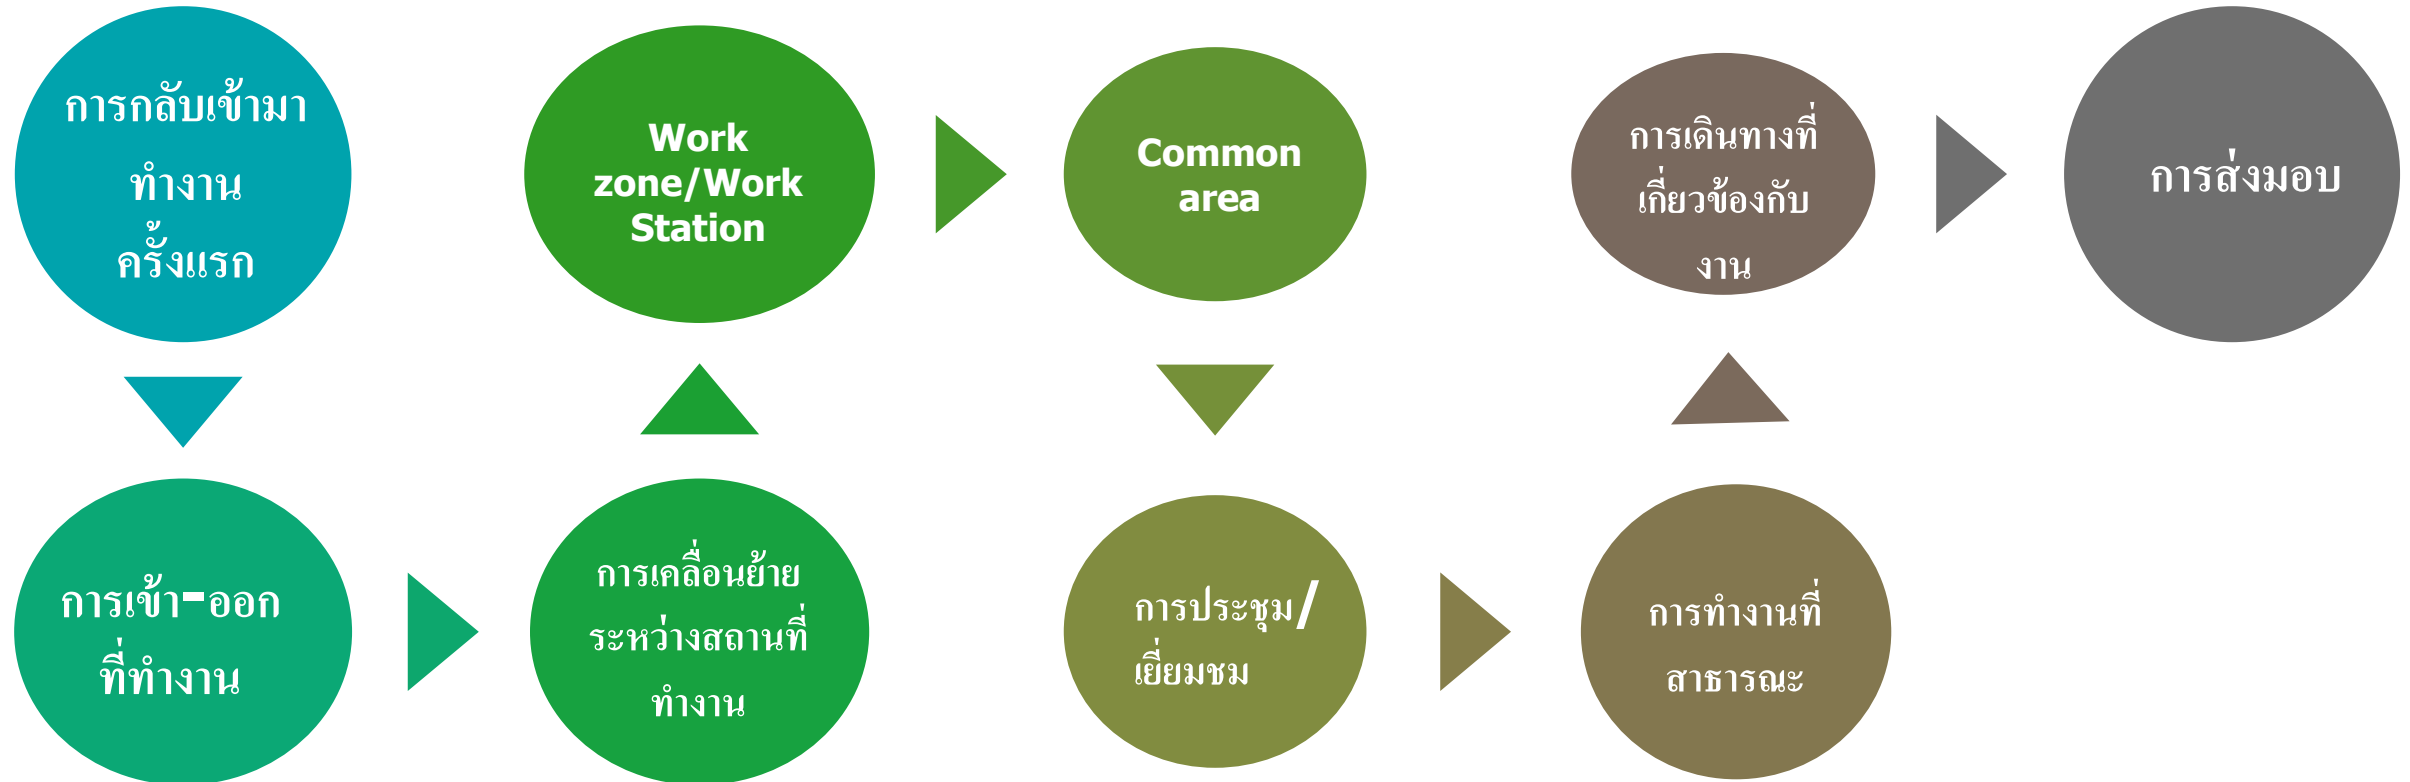 การกลับเข้ามา
ทำงาน
ครั้งแรก
การเข้า-ออก
ที่ทำงาน
การเคลื่อนย้าย
ระหว่างสถานที่
ทำงาน
Work
zone/Work
Station
Common
area
การประชุม/
เยี่ยมชม
การทำงานที่
สาธารณะ
การเดินทางที่
เกี่ยวข้องกับ
งาน
การส่งมอบ